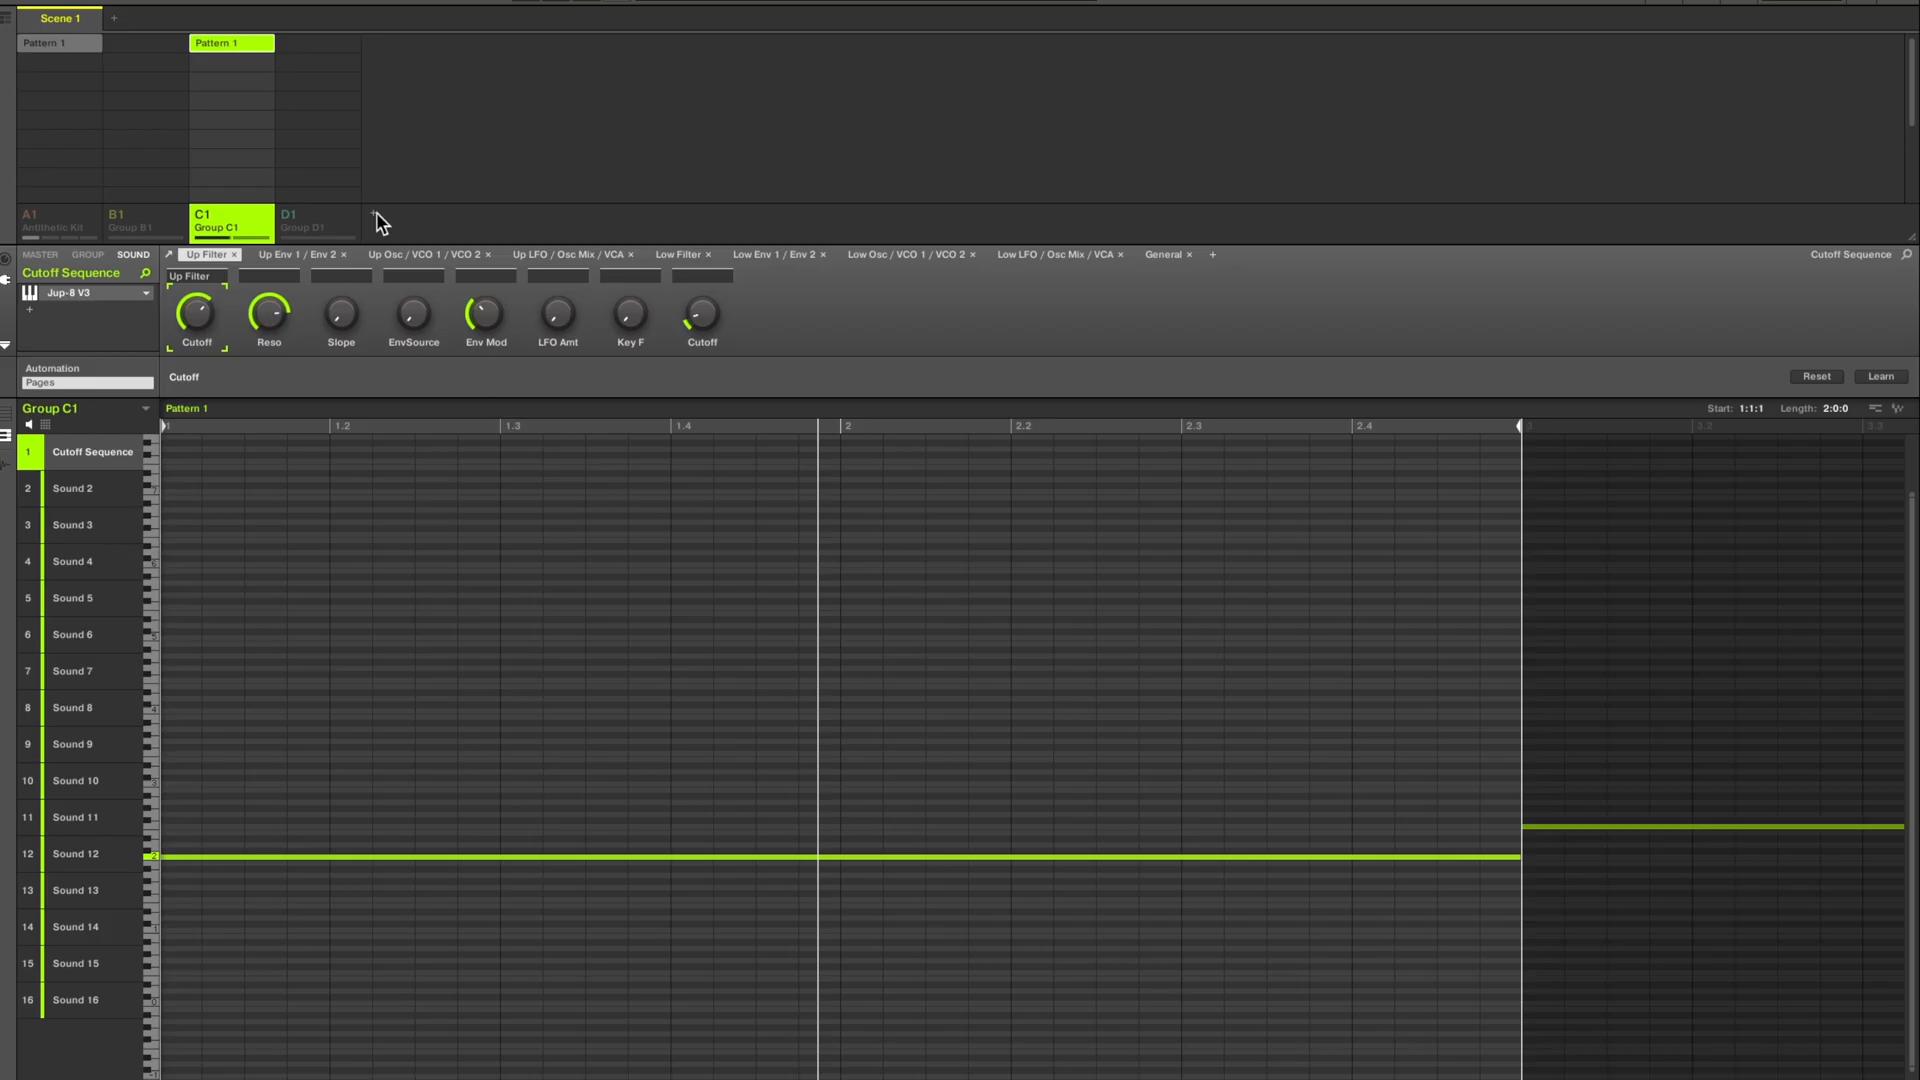 Scene 1 +
Pattern 1 Pattern 1
A1 B1 C1 D1 +
Antithetic Kit Group B1 Group C1 Group D1
MASTER GROUP SOUND Up Filter × Up Env 1 / Env 2 × Up Osc / VCO 1 / VCO 2 × Up LFO / Osc Mix / VCA × Low Filter × Low Env 1 / Env 2 × Low Osc / VCO 1 / VCO 2 × Low LFO / Osc Mix / VCA × General × + Cutoff Sequence
Cutoff Sequence Up Filter
Jup-8 V3
+
Cutoff Reso Slope EnvSource Env Mod LFO Amt Key F Cutoff
Automation
Pages
Cutoff Reset Learn
Group C1 Pattern 1 Start: 1:1:1 Length: 2:0:0
1 1.2 1.3 1.4 2 2.2 2.3 2.4 3 3.2 3.3
1 Cutoff Sequence
2 Sound 2
3 Sound 3
4 Sound 4
5 Sound 5
6 Sound 6
7 Sound 7
8 Sound 8
9 Sound 9
10 Sound 10
11 Sound 11
12 Sound 12
13 Sound 13
14 Sound 14
15 Sound 15
16 Sound 16